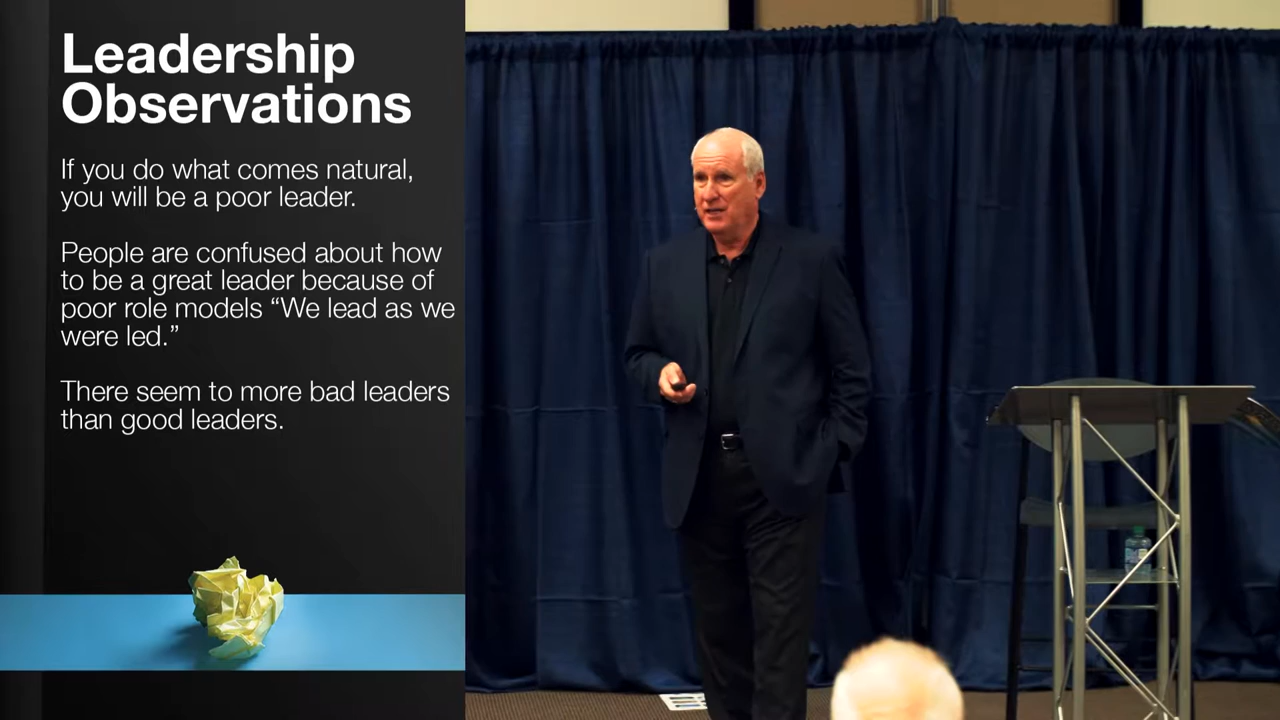 Leadership
Observations
If you do what comes natural,
you will be a poor leader.
People are confused about how
to be a great leader because of
poor role models “We lead as we
were led.”
There seem to more bad leaders
than good leaders.